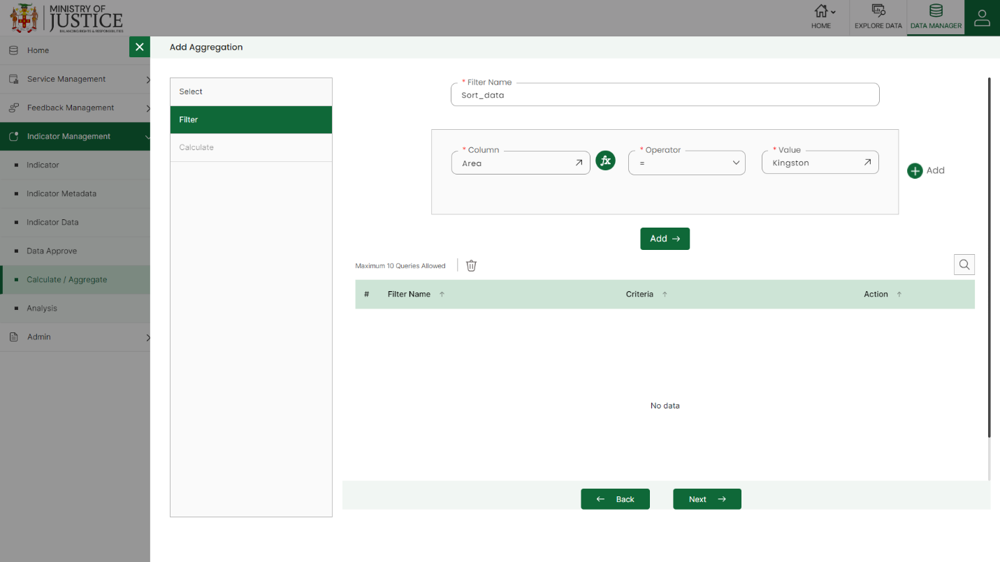 MINISTRY OF
JUSTICE
BALANCING RIGHTS & RESPONSIBILITIES
HOME
EXPLORE DATA
DATA MANAGER
Home
Service Management
Feedback Management
Indicator Management
Indicator
Indicator Metadata
Indicator Data
Data Approve
Calculate / Aggregate
Analysis
Admin
Add Aggregation
Select
Filter
Calculate
* Filter Name
Sort_data
* Column
Area
fx
* Operator
=
* Value
Kingston
Add
Add
Maximum 10 Queries Allowed
# Filter Name Criteria Action
No data
Back
Next